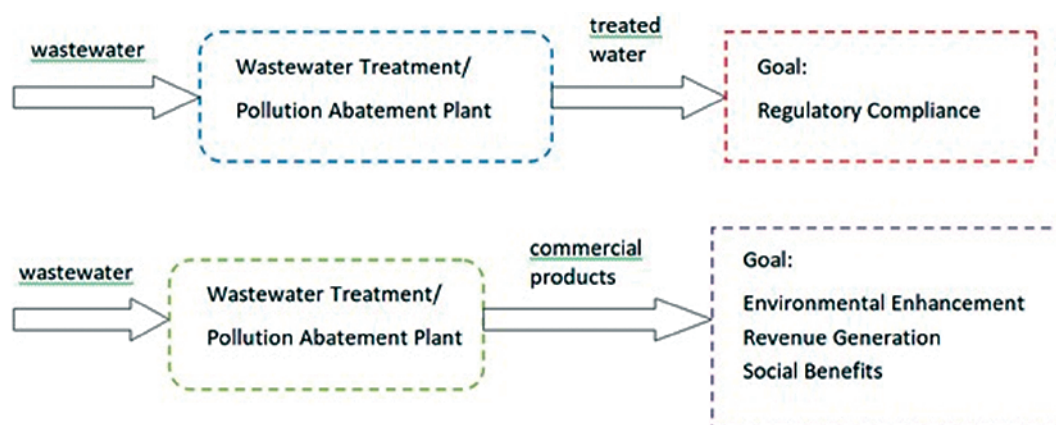 wastewater
Wastewater Treatment/
Pollution Abatement Plant
treated
water
Goal:
Regulatory Compliance
wastewater
Wastewater Treatment/
Pollution Abatement Plant
commercial
products
Goal:
Environmental Enhancement
Revenue Generation
Social Benefits